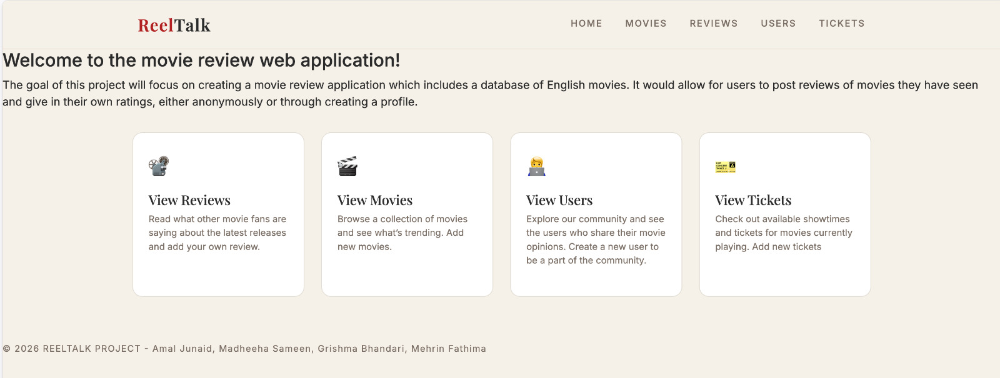 ReelTalk
HOME MOVIES REVIEWS USERS TICKETS
Welcome to the movie review web application!
The goal of this project will focus on creating a movie review application which includes a database of English movies. It would allow for users to post reviews of movies they have seen
and give in their own ratings, either anonymously or through creating a profile.
View Reviews
Read what other movie fans are
saying about the latest releases
and add your own review.
View Movies
Browse a collection of movies
and see what’s trending. Add
new movies.
View Users
Explore our community and see
the users who share their movie
opinions. Create a new user to
be a part of the community.
View Tickets
Check out available showtimes
and tickets for movies currently
playing. Add new tickets
© 2026 REELTALK PROJECT - Amal Junaid, Madheeha Sameen, Grishma Bhandari, Mehrin Fathima